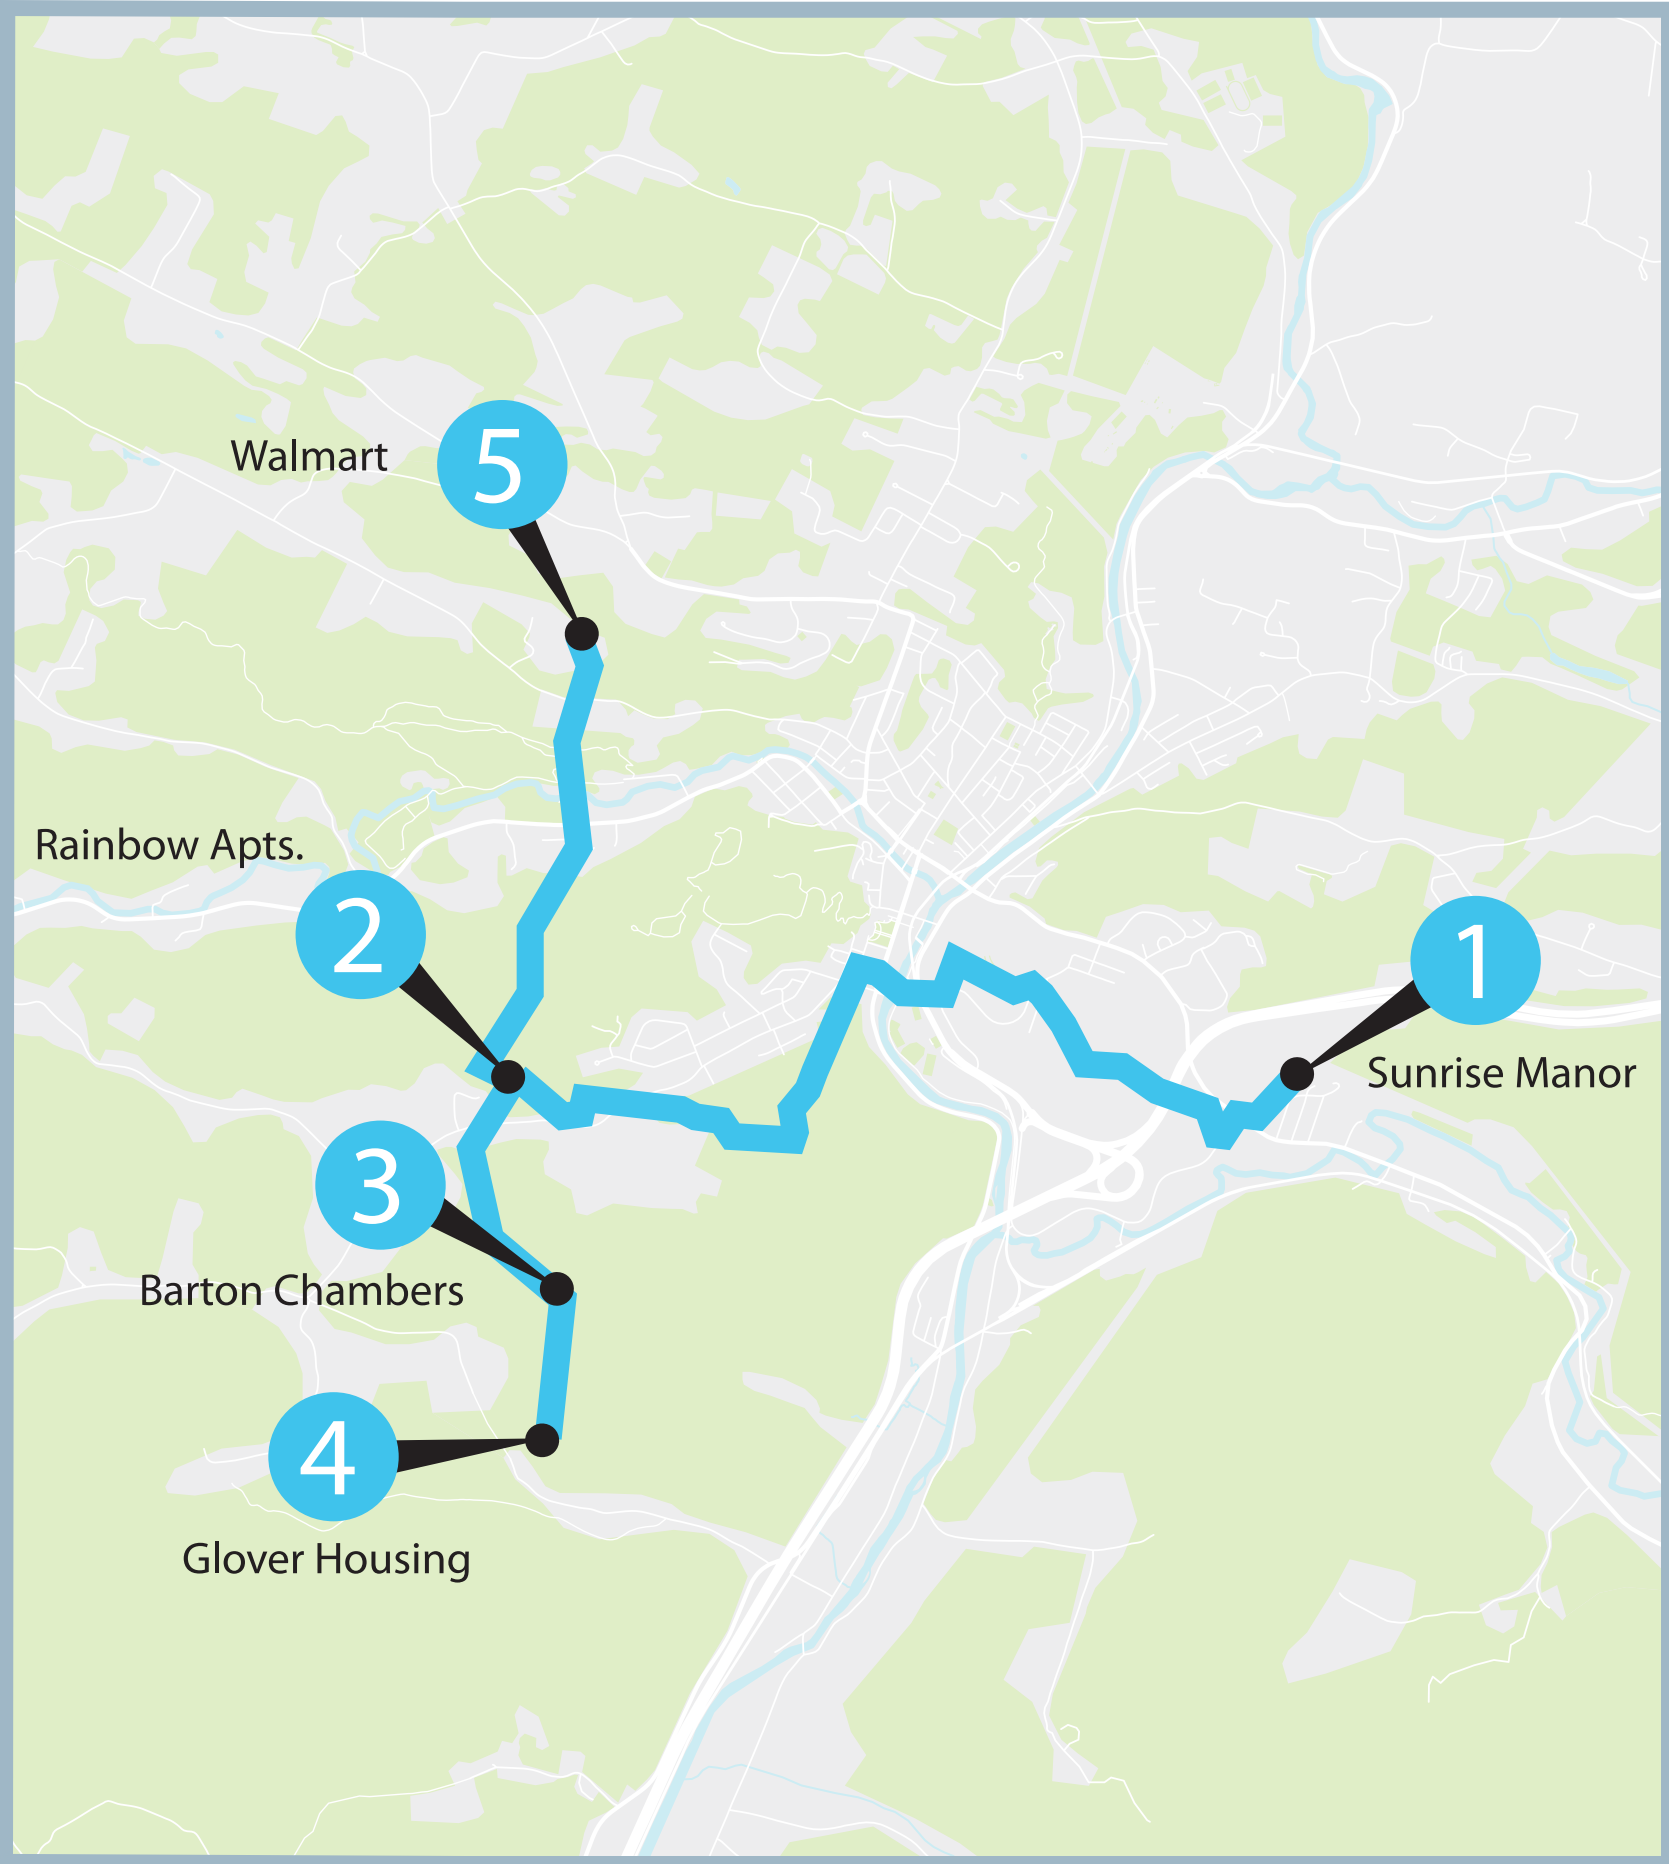 Walmart
5
Rainbow Apts.
2
1
Sunrise Manor
3
Barton Chambers
4
Glover Housing